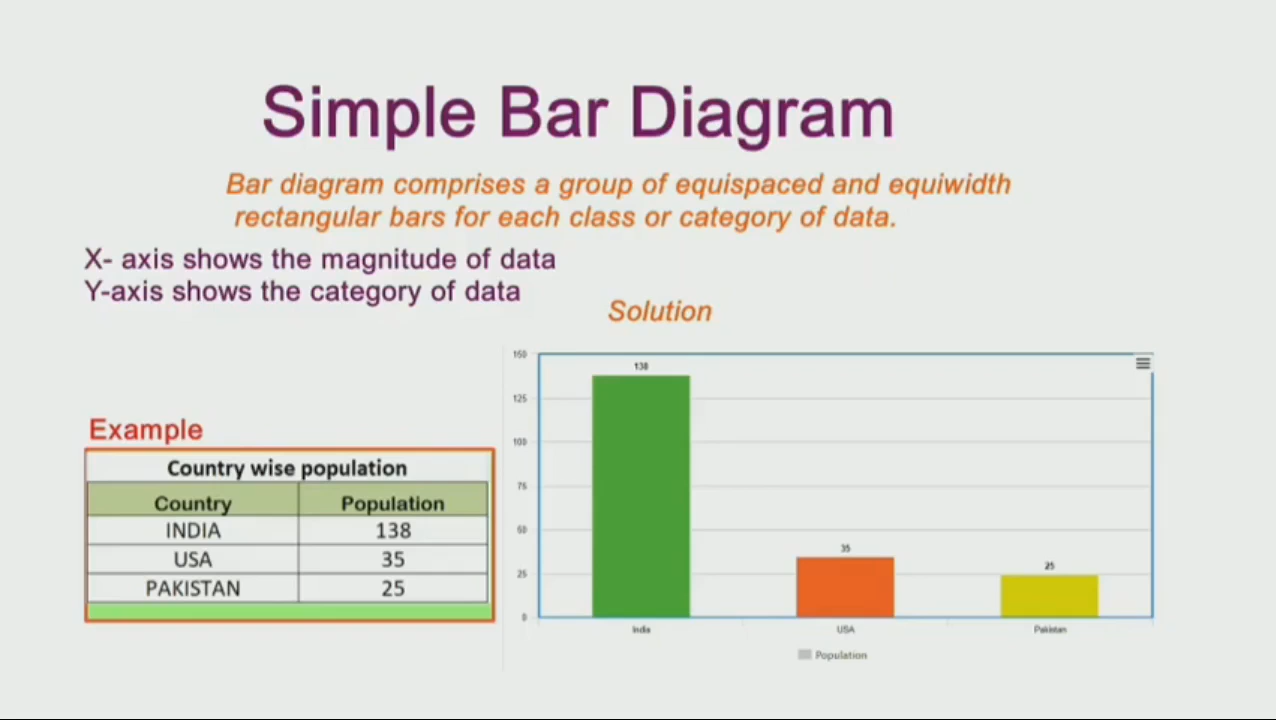 Simple Bar Diagram
Bar diagram comprises a group of equispaced and equiwidth
rectangular bars for each class or category of data.
X- axis shows the magnitude of data
Y-axis shows the category of data
Solution
Example
Country wise population
Country Population
INDIA 138
USA 35
PAKISTAN 25
150
125
100
75
50
25
0
138
35
25
India USA Pakistan
Population